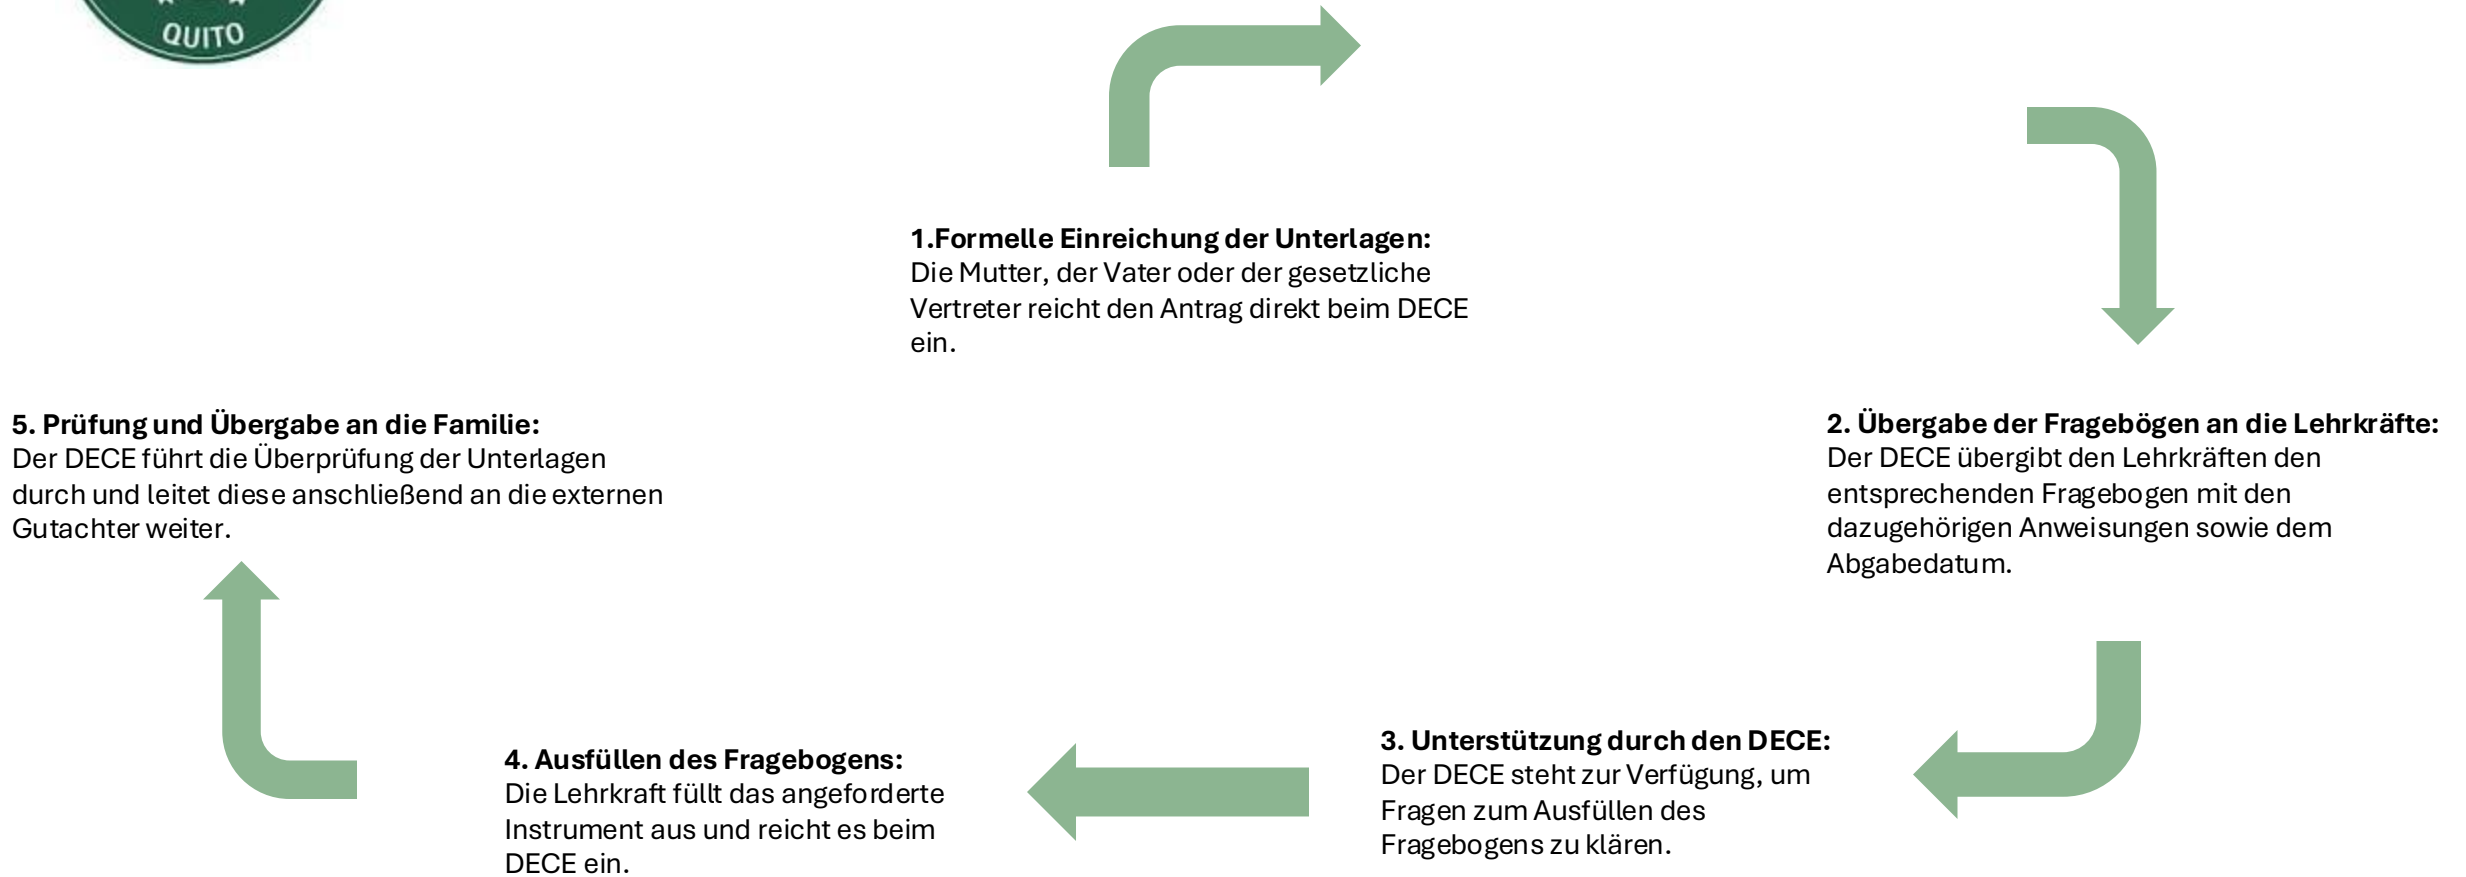 QUITO
1.Formelle Einreichung der Unterlagen:
Die Mutter, der Vater oder der gesetzliche
Vertreter reicht den Antrag direkt beim DECE
ein.
2. Übergabe der Fragebögen an die Lehrkräfte:
Der DECE übergibt den Lehrkräften den
entsprechenden Fragebogen mit den
dazugehörigen Anweisungen sowie dem
Abgabedatum.
3. Unterstützung durch den DECE:
Der DECE steht zur Verfügung, um
Fragen zum Ausfüllen des
Fragebogens zu klären.
4. Ausfüllen des Fragebogens:
Die Lehrkraft füllt das angeforderte
Instrument aus und reicht es beim
DECE ein.
5. Prüfung und Übergabe an die Familie:
Der DECE führt die Überprüfung der Unterlagen
durch und leitet diese anschließend an die externen
Gutachter weiter.